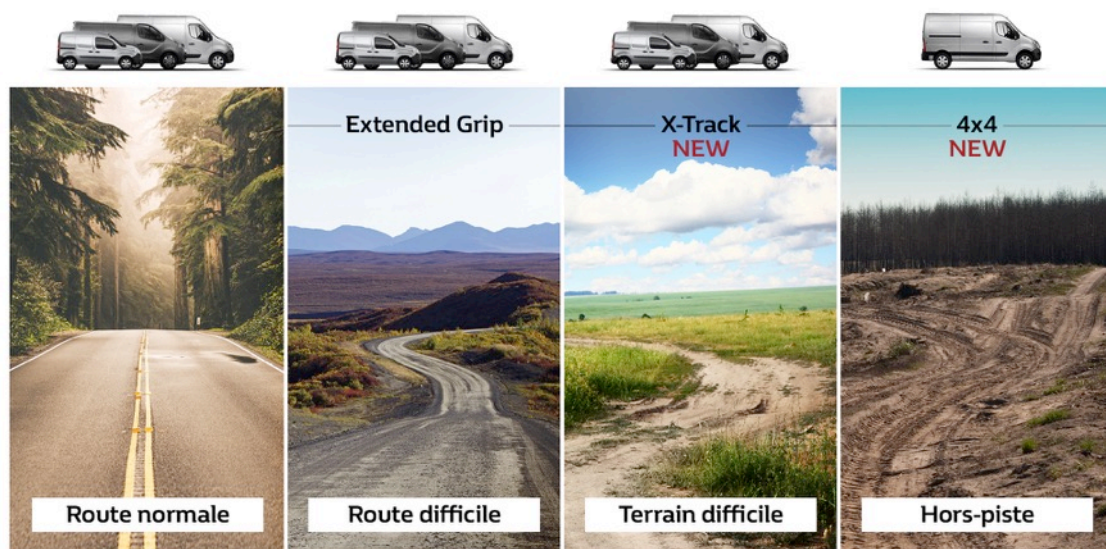 Extended Grip
X-Track
NEW
4x4
NEW
Route normale
Route difficile
Terrain difficile
Hors-piste